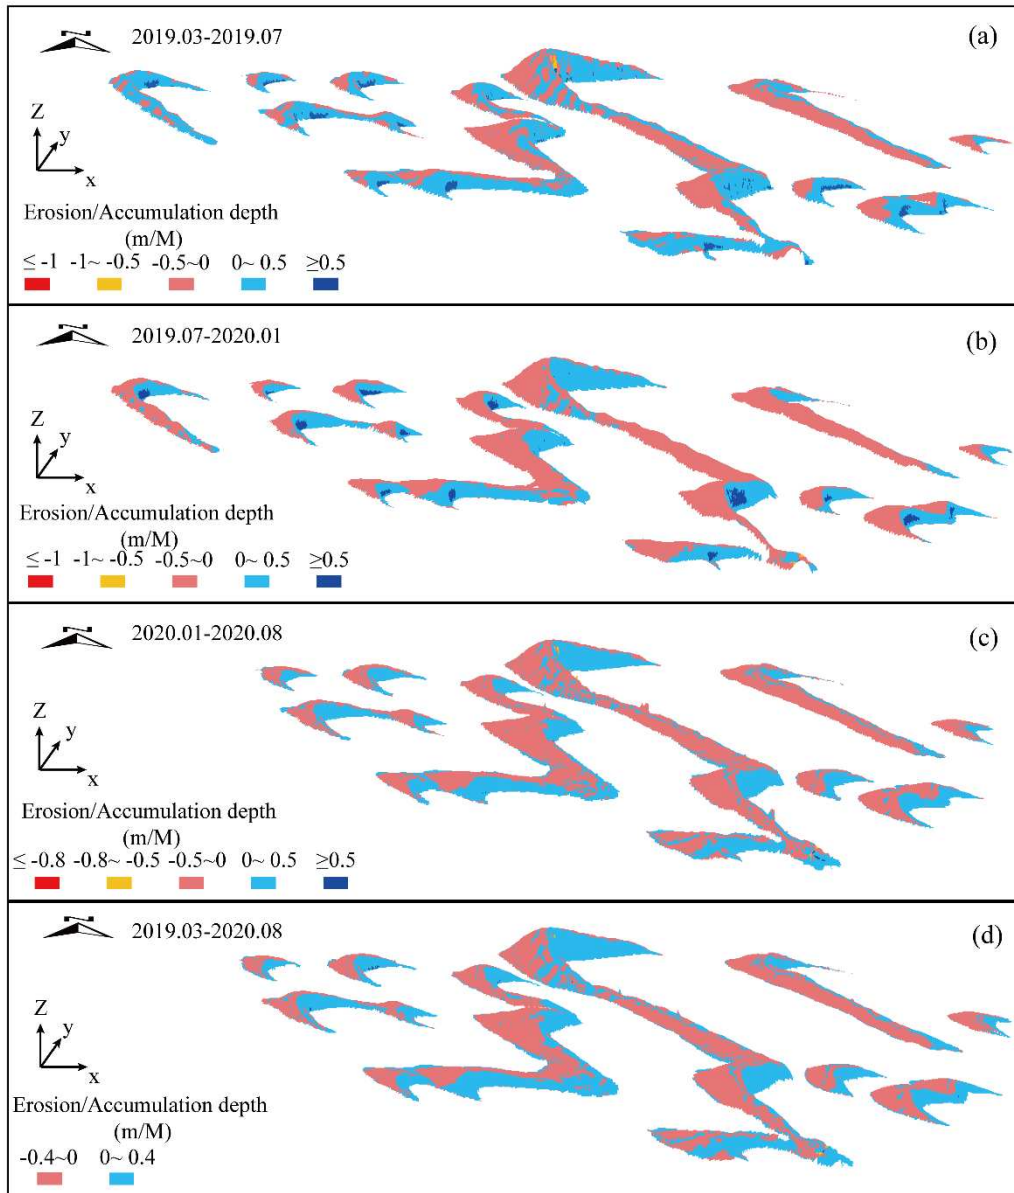 2019.03-2019.07
(a)
Z
y
x
Erosion/Accumulation depth
(m/M)
≤ -1 -1~ -0.5 -0.5~0 0~ 0.5 ≥0.5
2019.07-2020.01
(b)
Z
y
x
Erosion/Accumulation depth
(m/M)
≤ -1 -1~ -0.5 -0.5~0 0~ 0.5 ≥0.5
2020.01-2020.08
(c)
Z
y
x
Erosion/Accumulation depth
(m/M)
≤ -0.8 -0.8~ -0.5 -0.5~0 0~ 0.5 ≥0.5
2019.03-2020.08
(d)
Z
y
x
Erosion/Accumulation depth
(m/M)
-0.4~0 0~ 0.4